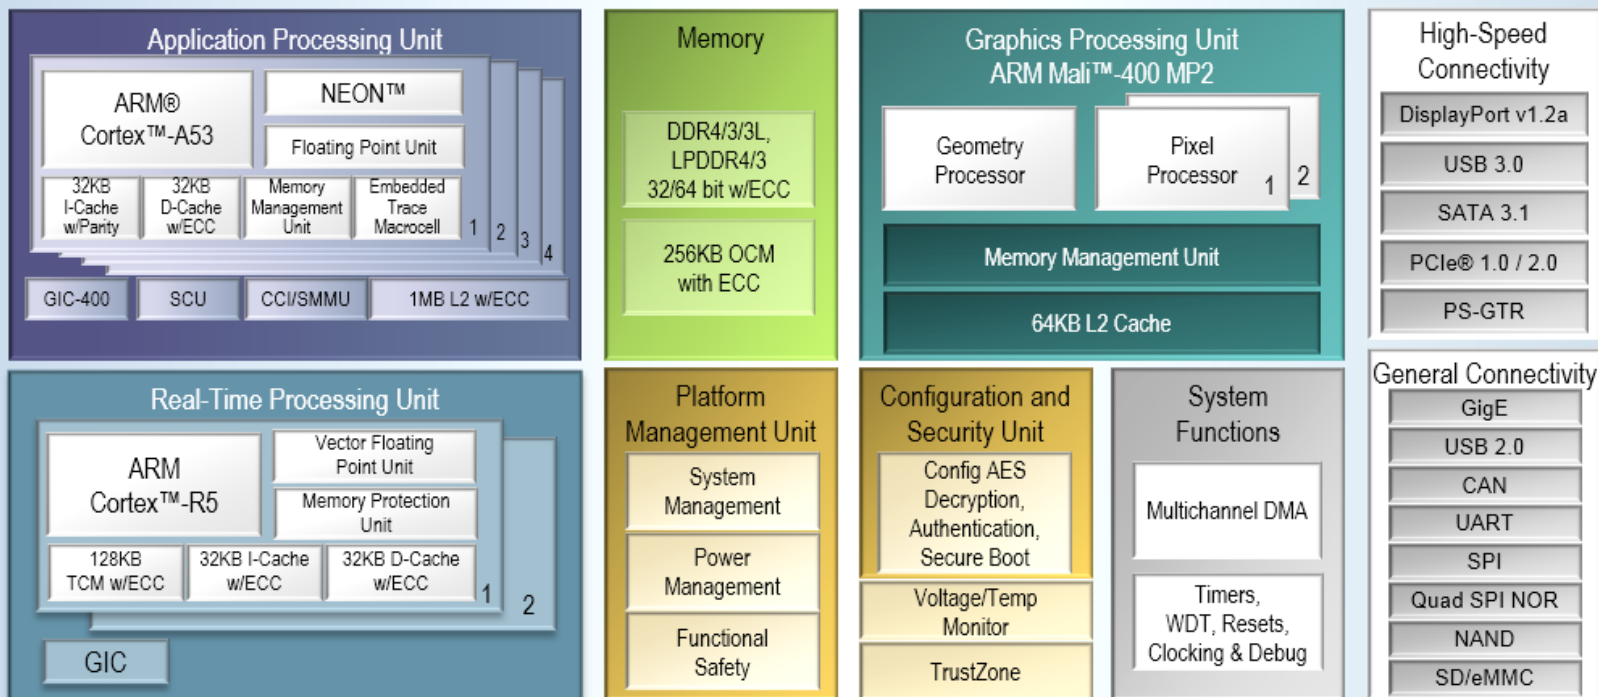 Application Processing Unit
ARM®
Cortex™-A53
NEON™
Floating Point Unit
32KB
I-Cache
w/Parity
32KB
D-Cache
w/ECC
Memory
Management
Unit
Embedded
Trace
Macrocell
1
2
3
4
GIC-400
SCU
CCI/SMMU
1MB L2 w/ECC
Memory
DDR4/3/3L,
LPDDR4/3
32/64 bit w/ECC
256KB OCM
with ECC
Graphics Processing Unit
ARM Mali™-400 MP2
Geometry
Processor
Pixel
Processor
1
2
Memory Management Unit
64KB L2 Cache
High-Speed
Connectivity
DisplayPort v1.2a
USB 3.0
SATA 3.1
PCIe® 1.0 / 2.0
PS-GTR
Real-Time Processing Unit
ARM
Cortex™-R5
Vector Floating
Point Unit
Memory Protection
Unit
128KB
TCM w/ECC
32KB I-Cache
w/ECC
32KB D-Cache
w/ECC
1
2
GIC
Platform
Management Unit
System
Management
Power
Management
Functional
Safety
Configuration and
Security Unit
Config AES
Decryption,
Authentication,
Secure Boot
Voltage/Temp
Monitor
TrustZone
System
Functions
Multichannel DMA
Timers,
WDT, Resets,
Clocking & Debug
General Connectivity
GigE
USB 2.0
CAN
UART
SPI
Quad SPI NOR
NAND
SD/eMMC